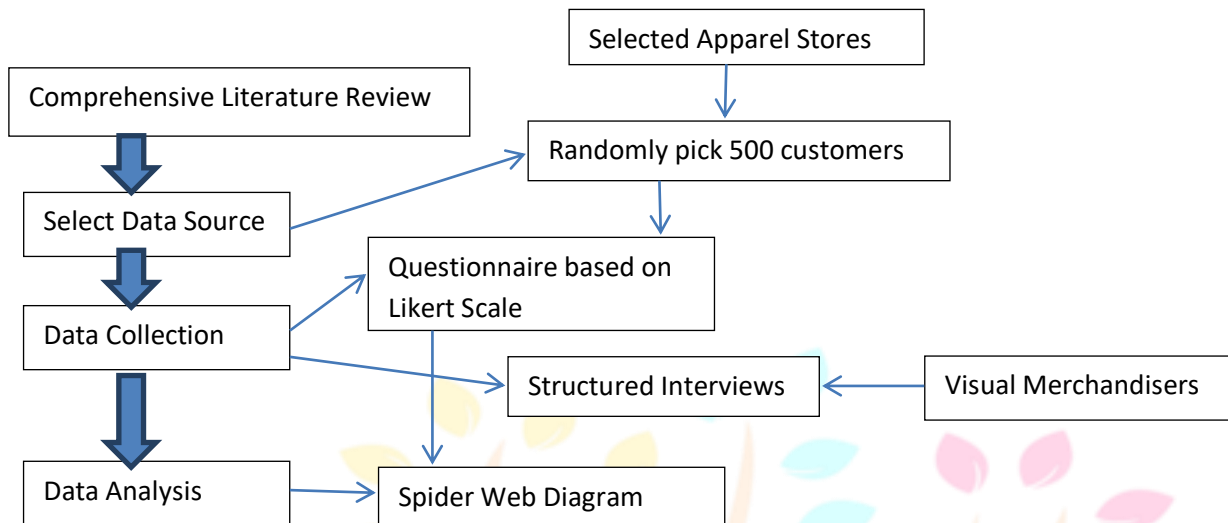 Selected Apparel Stores
Comprehensive Literature Review
Randomly pick 500 customers
Select Data Source
Questionnaire based on
Likert Scale
Data Collection
Structured Interviews
Visual Merchandisers
Data Analysis
Spider Web Diagram